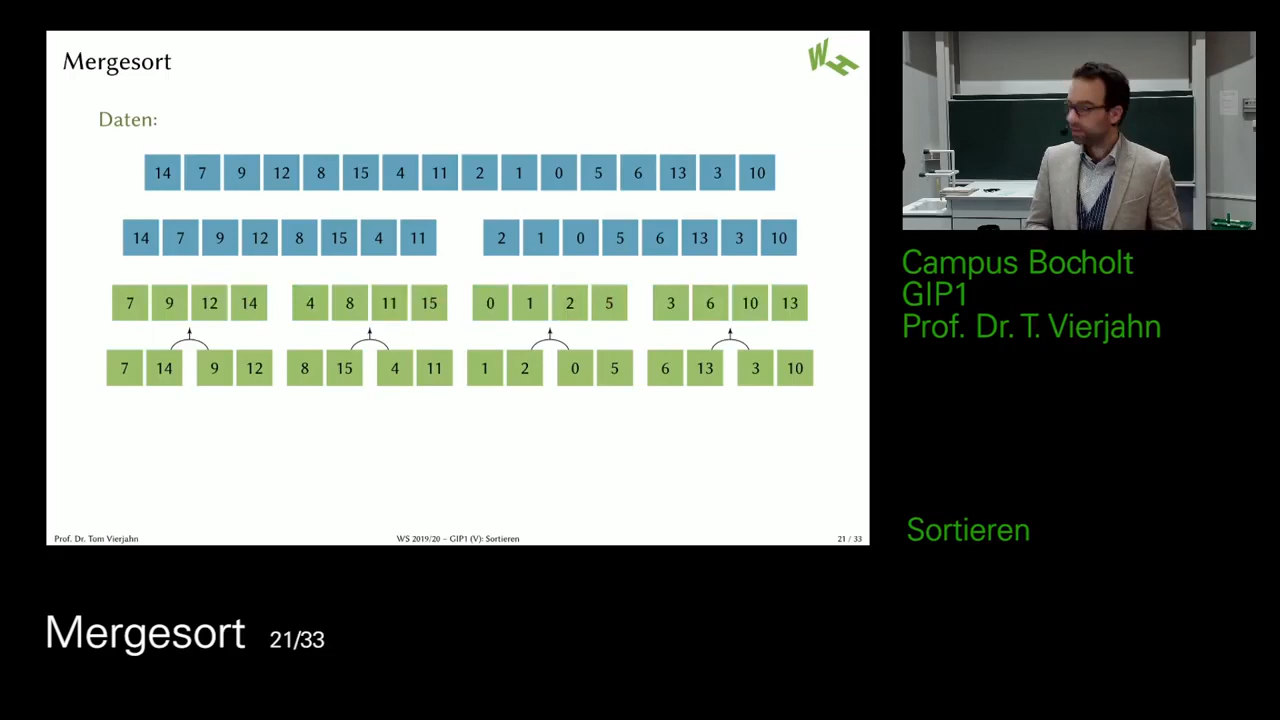 Mergesort
WH
Daten:
14 7 9 12 8 15 4 11 2 1 0 5 6 13 3 10
14 7 9 12 8 15 4 11 2 1 0 5 6 13 3 10
7 9 12 14 4 8 11 15 0 1 2 5 3 6 10 13
7 14 9 12 8 15 4 11 1 2 0 5 6 13 3 10
Prof. Dr. Tom Vierjahn WS 2019/20 – GIP1 (V): Sortieren 21 / 33
Campus Bocholt
GIP1
Prof. Dr. T. Vierjahn
Sortieren
Mergesort 21/33